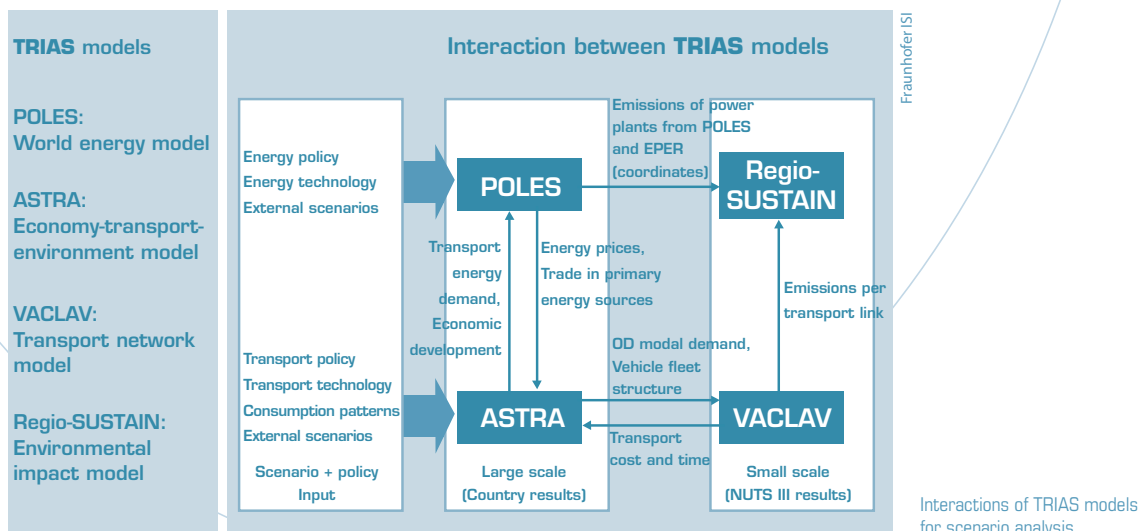 TRIAS models
POLES:
World energy model
ASTRA:
Economy-transport-
environment model
VACLAV:
Transport network
model
Regio-SUSTAIN:
Environmental
impact model
Interaction between TRIAS models
Energy policy
Energy technology
External scenarios
Transport policy
Transport technology
Consumption patterns
External scenarios
Scenario + policy
Input
POLES
Transport
energy
demand,
Economic
development
Energy prices,
Trade in primary
energy sources
ASTRA
Large scale
(Country results)
Emissions of power
plants from POLES
and EPER
(coordinates)
OD modal demand,
Vehicle fleet
structure
Transport
cost and time
Regio-
SUSTAIN
Emissions per
transport link
VACLAV
Small scale
(NUTS III results)
Fraunhofer ISI
Interactions of TRIAS models
for scenario analysis